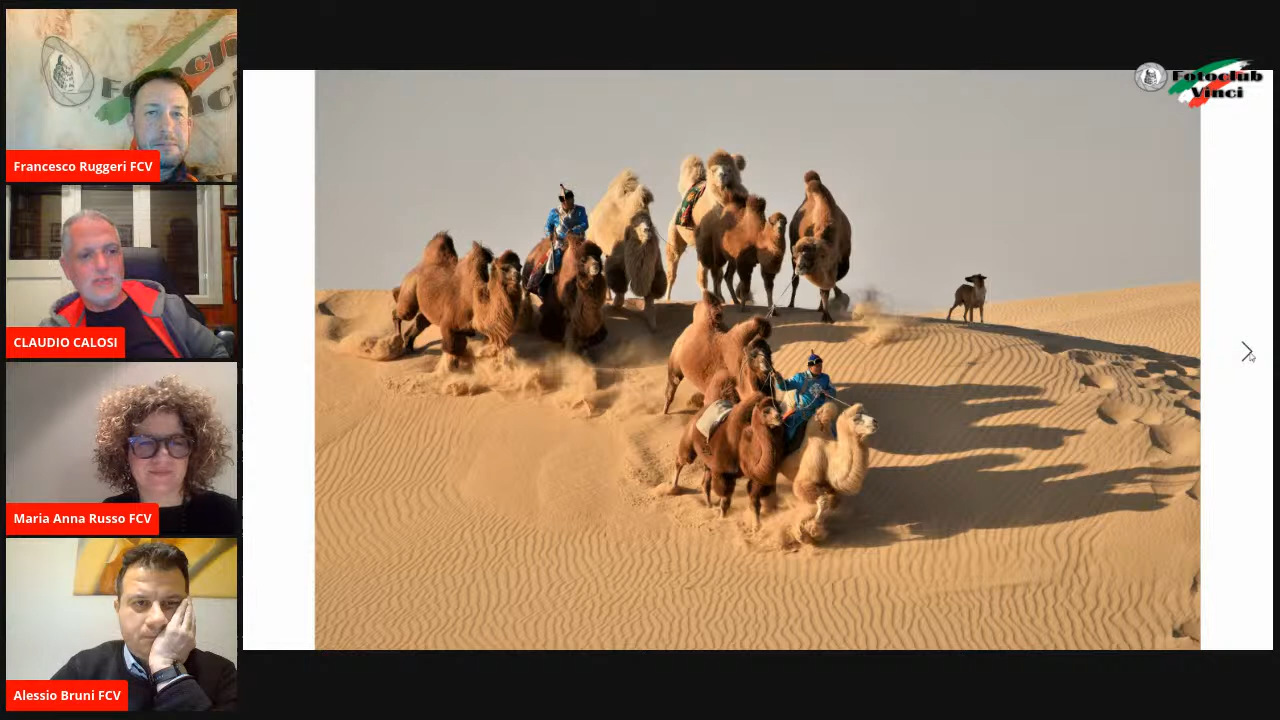 Francesco Ruggeri FCV
CLAUDIO CALOSI
Maria Anna Russo FCV
Alessio Bruni FCV
Fotoclub
Vinci